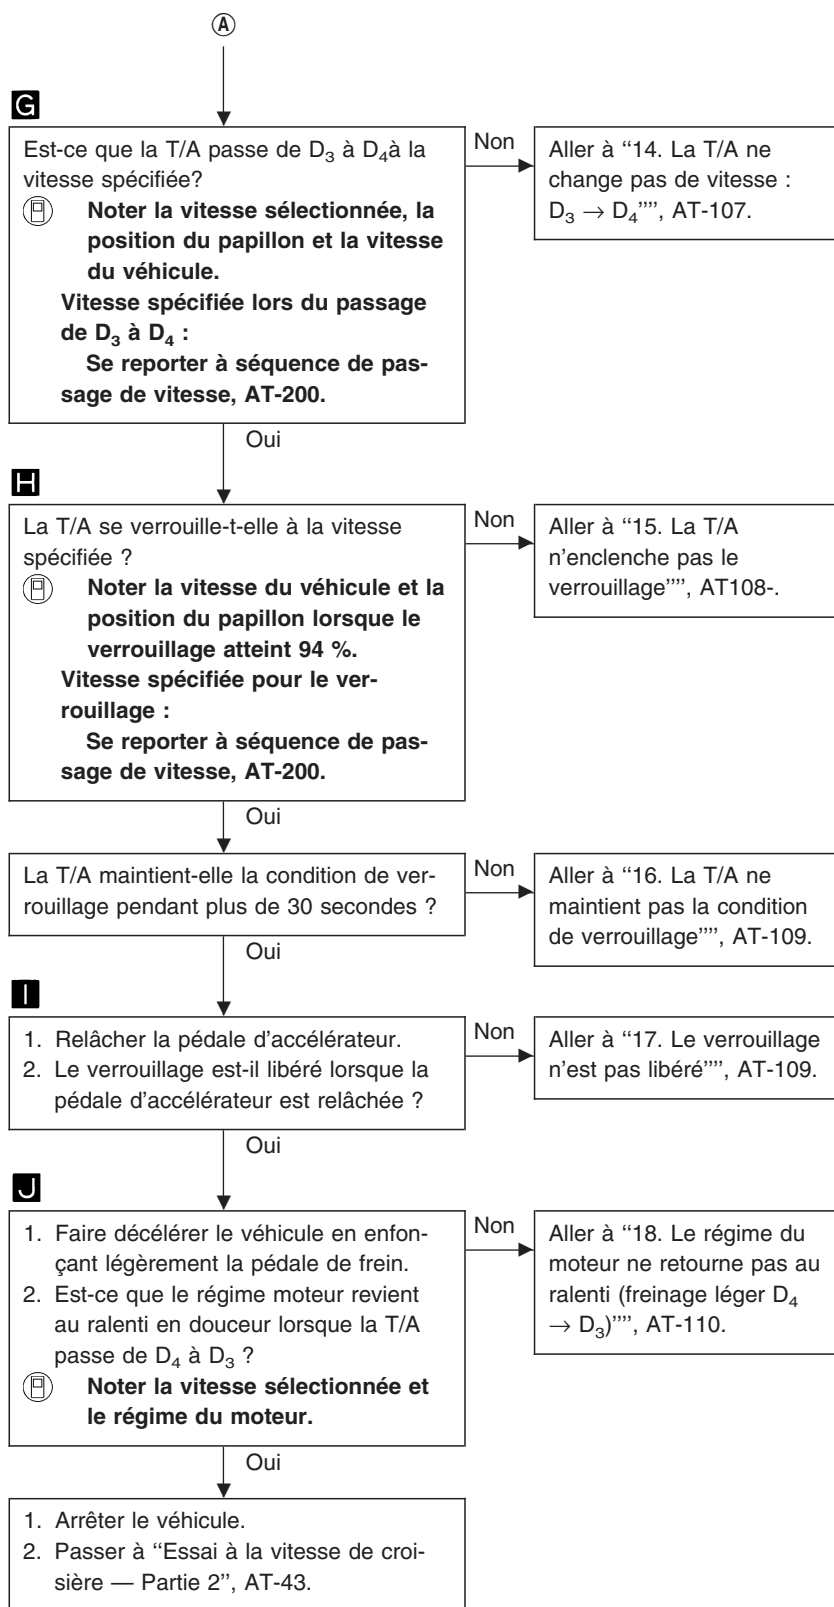 A
G
Est-ce que la T/A passe de D3 à D4à la
vitesse spécifiée?
Noter la vitesse sélectionnée, la
position du papillon et la vitesse
du véhicule.
Vitesse spécifiée lors du passage
de D3 à D4 :
Se reporter à séquence de pas-
sage de vitesse, AT-200.
Non
Aller à ‘‘14. La T/A ne
change pas de vitesse :
D3 → D4’’’’, AT-107.
Oui
H
La T/A se verrouille-t-elle à la vitesse
spécifiée ?
Noter la vitesse du véhicule et la
position du papillon lorsque le
verrouillage atteint 94 %.
Vitesse spécifiée pour le ver-
rouillage :
Se reporter à séquence de pas-
sage de vitesse, AT-200.
Non
Aller à ‘‘15. La T/A
n’enclenche pas le
verrouillage’’’’, AT108-.
Oui
La T/A maintient-elle la condition de ver-
rouillage pendant plus de 30 secondes ?
Non
Aller à ‘‘16. La T/A ne
maintient pas la condition
de verrouillage’’’’, AT-109.
Oui
I
1. Relâcher la pédale d’accélérateur.
2. Le verrouillage est-il libéré lorsque la
pédale d’accélérateur est relâchée ?
Non
Aller à ‘‘17. Le verrouillage
n’est pas libéré’’’’, AT-109.
Oui
J
1. Faire décélérer le véhicule en enfon-
çant légèrement la pédale de frein.
2. Est-ce que le régime moteur revient
au ralenti en douceur lorsque la T/A
passe de D4 à D3 ?
Noter la vitesse sélectionnée et
le régime du moteur.
Non
Aller à ‘‘18. Le régime du
moteur ne retourne pas au
ralenti (freinage léger D4
→ D3)’’’’, AT-110.
Oui
1. Arrêter le véhicule.
2. Passer à ‘‘Essai à la vitesse de croi-
sière — Partie 2’’, AT-43.